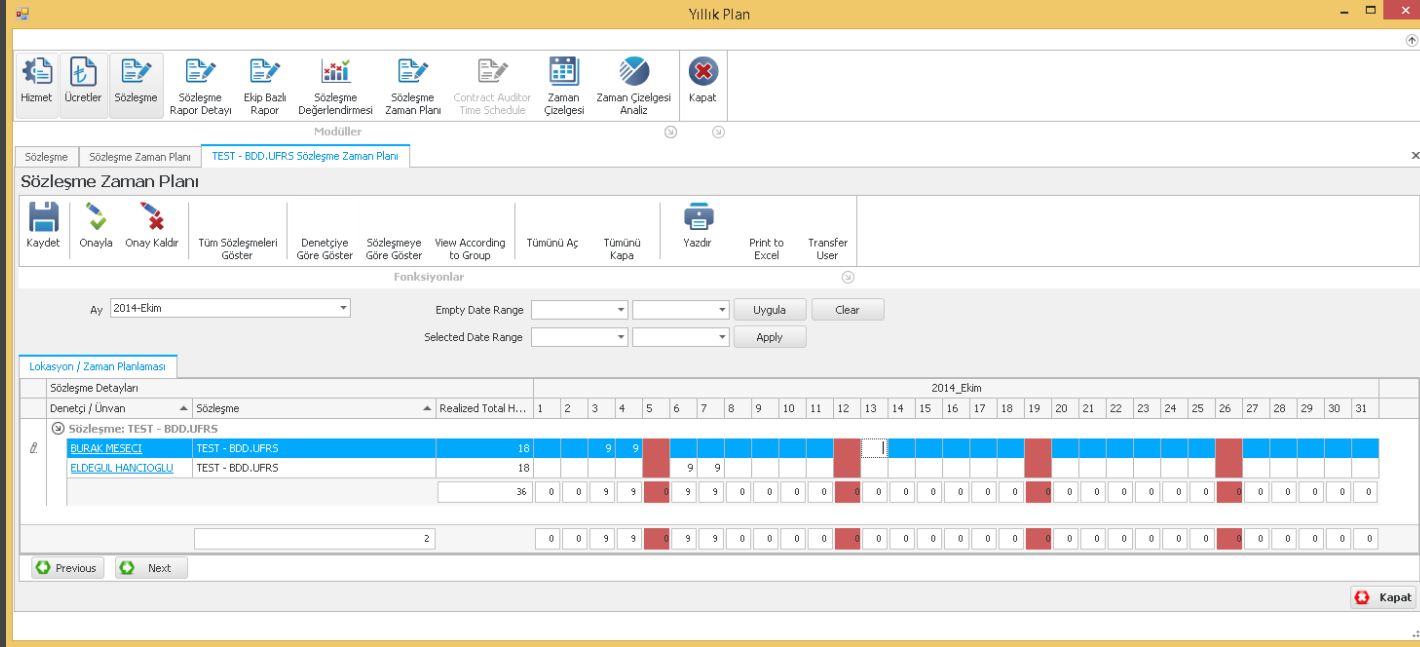 Yıllık Plan
Hizmet Ücretler Sözleşme Sözleşme Rapor Detayı Ekip Bazlı Rapor Sözleşme Değerlendirmesi Sözleşme Zaman Planı Contract Auditor Time Schedule Zaman Çizelgesi Zaman Çizelgesi Analiz Kapat
Modüller
Sözleşme Sözleşme Zaman Planı TEST - BDD.UFRS Sözleşme Zaman Planı
Sözleşme Zaman Planı
Kaydet Onayla Onay Kaldır Tüm Sözleşmeleri Göster Denetçiye Göre Göster Sözleşmeye Göre Göster View According to Group Tümünü Aç Tümünü Kapa Yazdır Print to Excel Transfer User
Fonksiyonlar
Ay 2014-Ekim Empty Date Range Uygula Clear
Selected Date Range Apply
Lokasyon / Zaman Planlaması
Sözleşme Detayları 2014_Ekim
Denetçi / Ünvan Sözleşme Realized Total H... 1 2 3 4 5 6 7 8 9 10 11 12 13 14 15 16 17 18 19 20 21 22 23 24 25 26 27 28 29 30 31
Sözleşme: TEST - BDD.UFRS
BURAK MESECI TEST - BDD.UFRS 18 9 9
ELDEGUL HANCIOGLU TEST - BDD.UFRS 18 9 9
36 0 0 9 9 0 9 9 0 0 0 0 0 0 0 0 0 0 0 0 0 0 0 0 0 0 0 0 0 0 0 0
2 0 0 9 9 0 9 9 0 0 0 0 0 0 0 0 0 0 0 0 0 0 0 0 0 0 0 0 0 0 0 0
Previous Next
Kapat